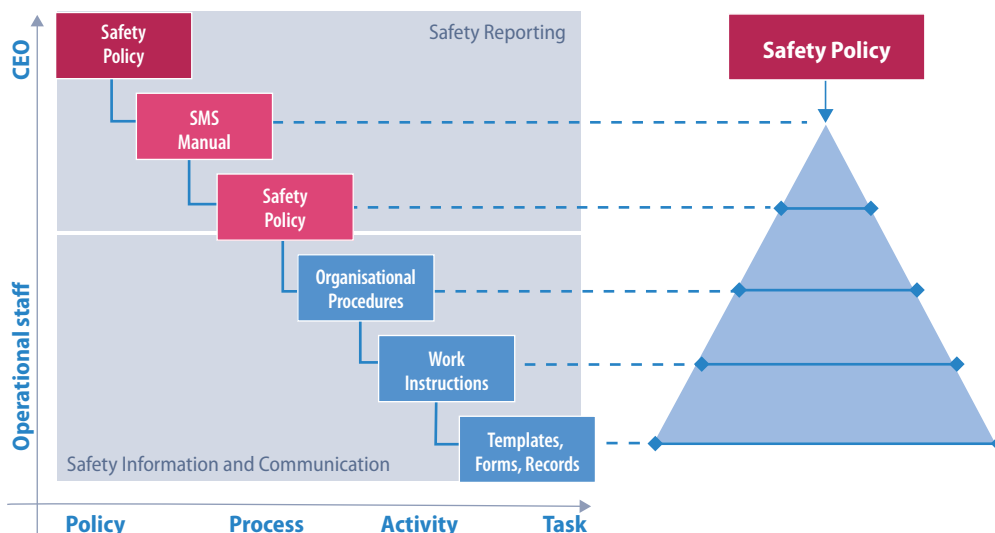 CEO
Operational staff
Safety
Policy
Safety Reporting
Safety Policy
SMS
Manual
Safety
Policy
Organisational
Procedures
Work
Instructions
Templates,
Forms, Records
Safety Information and Communication
Policy
Process
Activity
Task